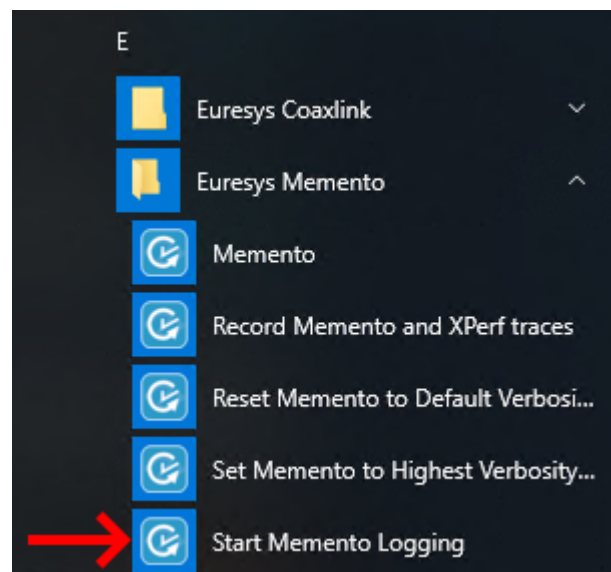 E
Euresys Coaxlink
Euresys Memento
Memento
Record Memento and XPerf traces
Reset Memento to Default Verbosi...
Set Memento to Highest Verbosity...
Start Memento Logging